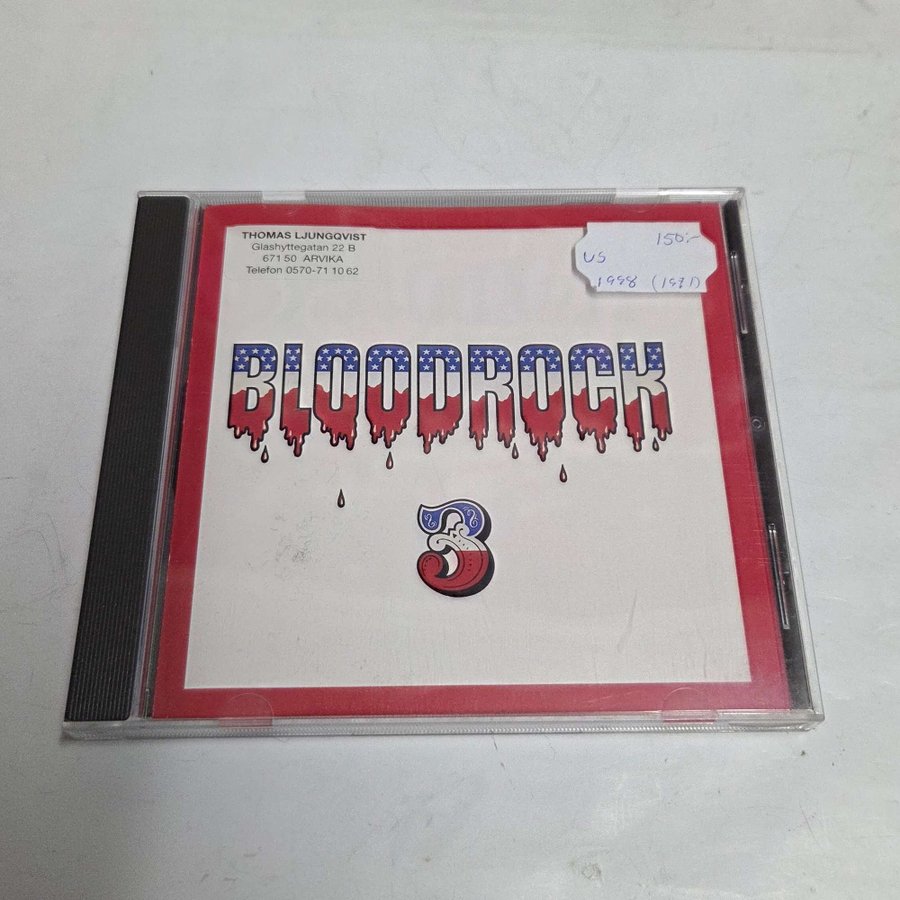 THOMAS LJUNGQVIST
Glashyttegatan 22 B
671 50 ARVIKA
Telefon 0570-71 10 62
150:-
US
1998 (1971)
BLOODROCK
3